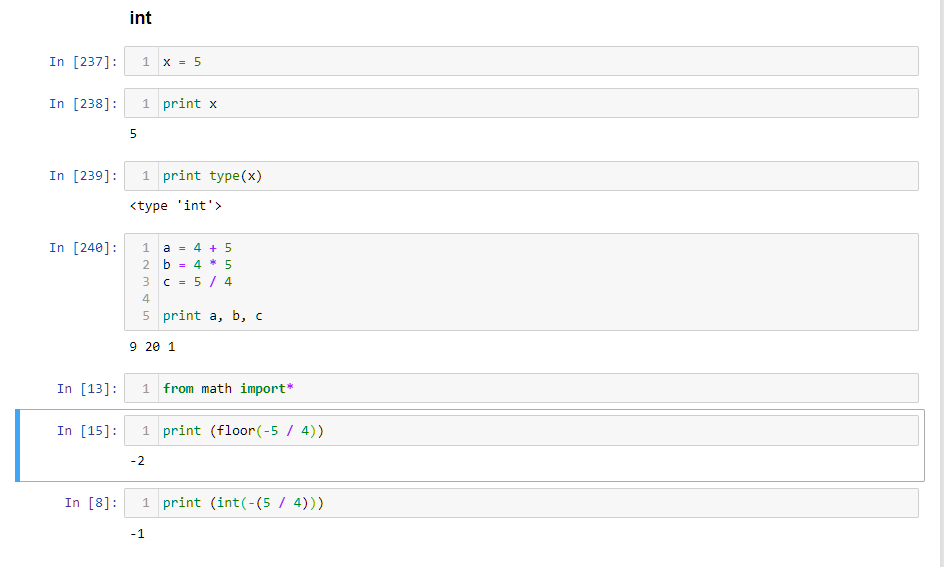 int
In [237]: 1 x = 5
In [238]: 1 print x
5
In [239]: 1 print type(x)
<type 'int'>
In [240]: 1 a = 4 + 5
2 b = 4 * 5
3 c = 5 / 4
4
5 print a, b, c
9 20 1
In [13]: 1 from math import*
In [15]: 1 print (floor(-5 / 4))
-2
In [8]: 1 print (int(-(5 / 4)))
-1